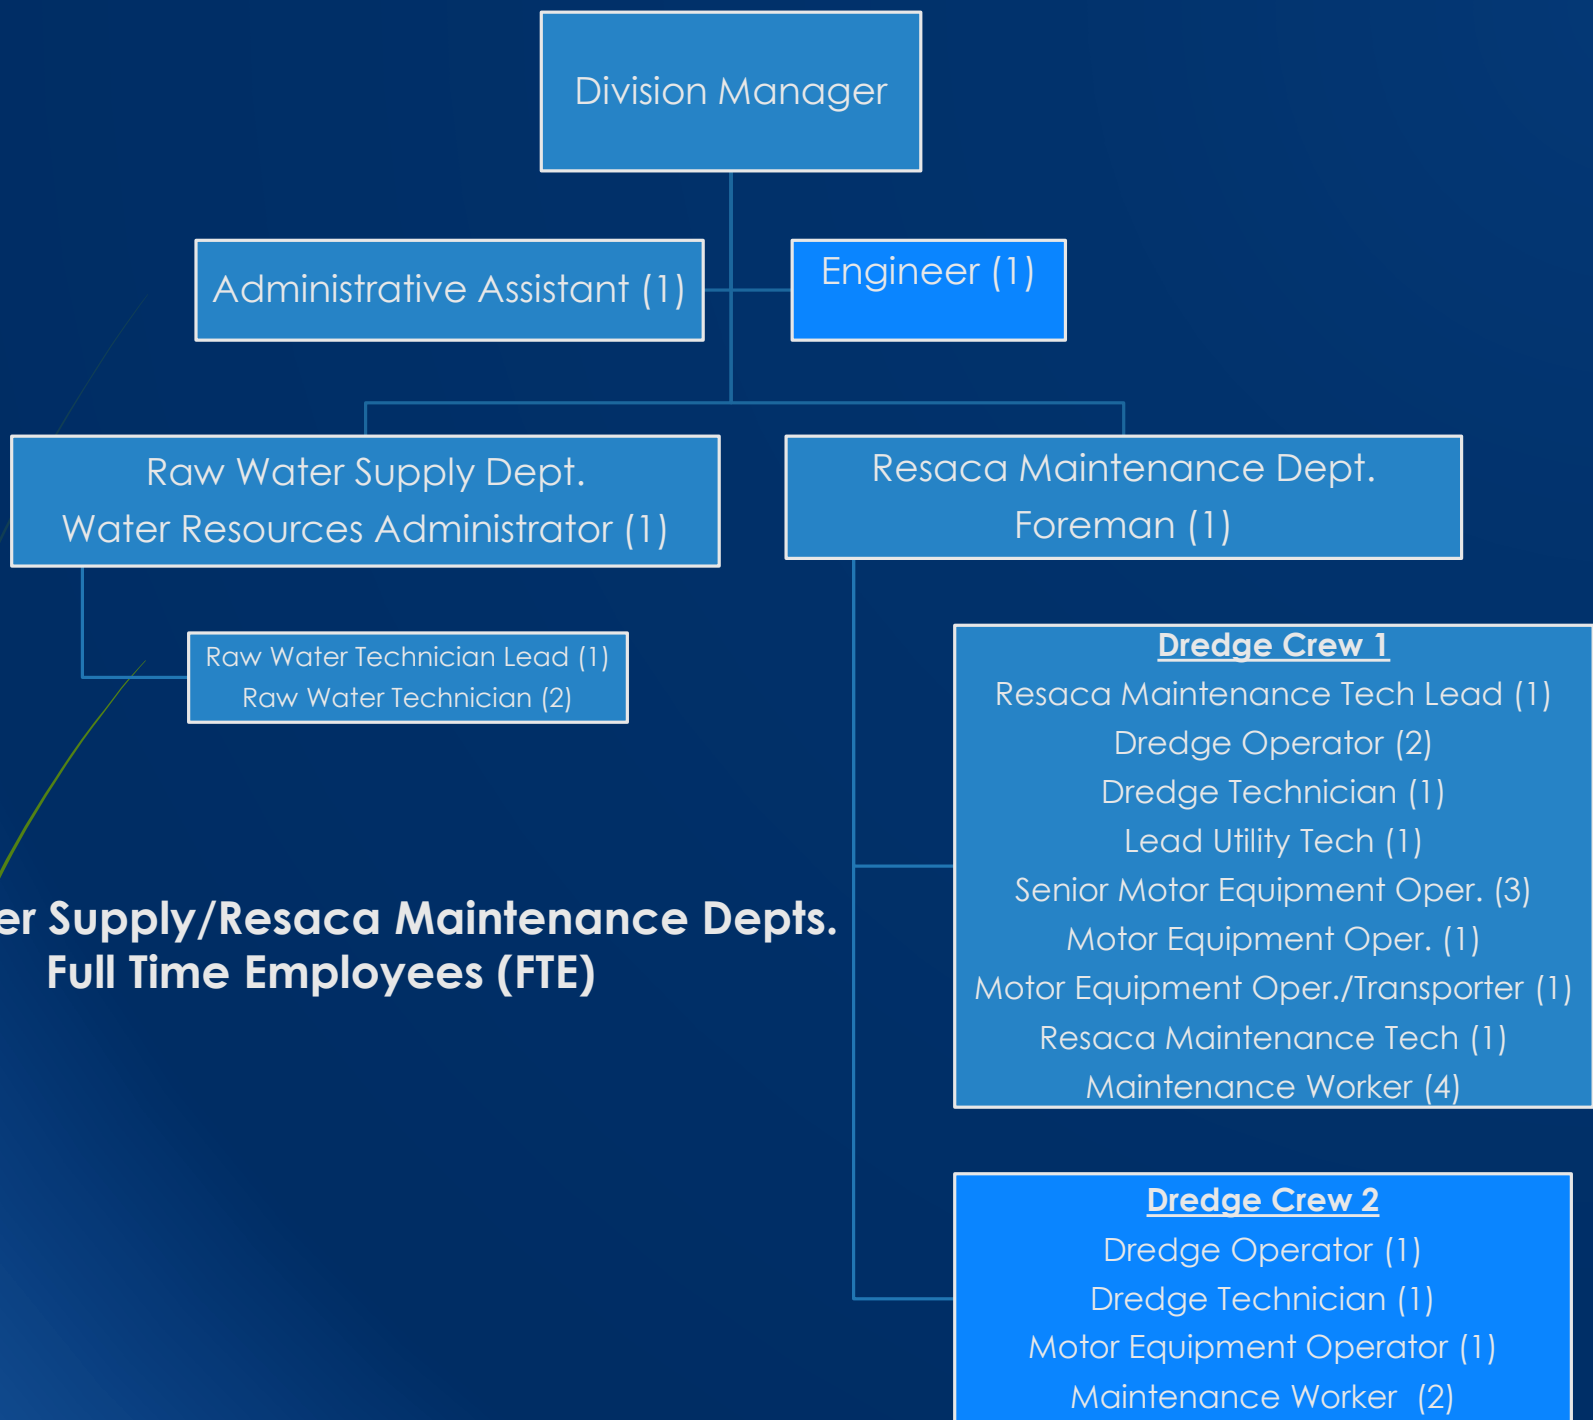 Division Manager
Administrative Assistant (1)
Engineer (1)
Raw Water Supply Dept.
Water Resources Administrator (1)
Resaca Maintenance Dept.
Foreman (1)
Raw Water Technician Lead (1)
Raw Water Technician (2)
Dredge Crew 1
Resaca Maintenance Tech Lead (1)
Dredge Operator (2)
Dredge Technician (1)
Lead Utility Tech (1)
Senior Motor Equipment Oper. (3)
Motor Equipment Oper. (1)
Motor Equipment Oper./Transporter (1)
Resaca Maintenance Tech (1)
Maintenance Worker (4)
Supply/Resaca Maintenance Depts.
Full Time Employees (FTE)
Dredge Crew 2
Dredge Operator (1)
Dredge Technician (1)
Motor Equipment Operator (1)
Maintenance Worker (2)